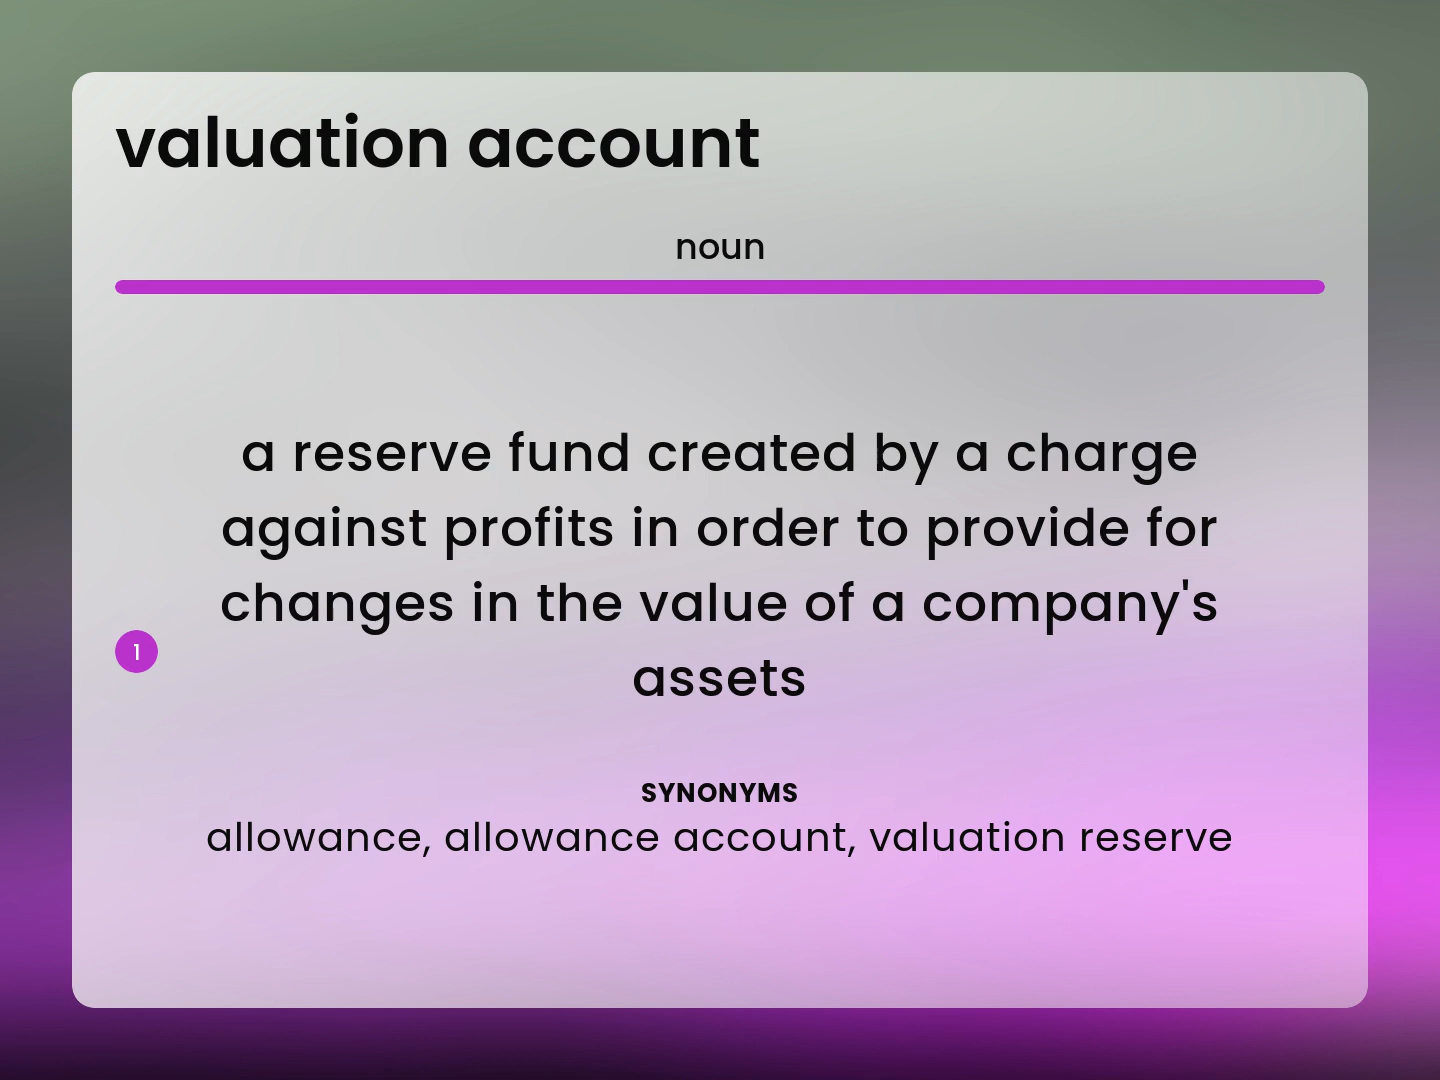 valuation account
noun
a reserve fund created by a charge
against profits in order to provide for
changes in the value of a company's
assets
1
SYNONYMS
allowance, allowance account, valuation reserve